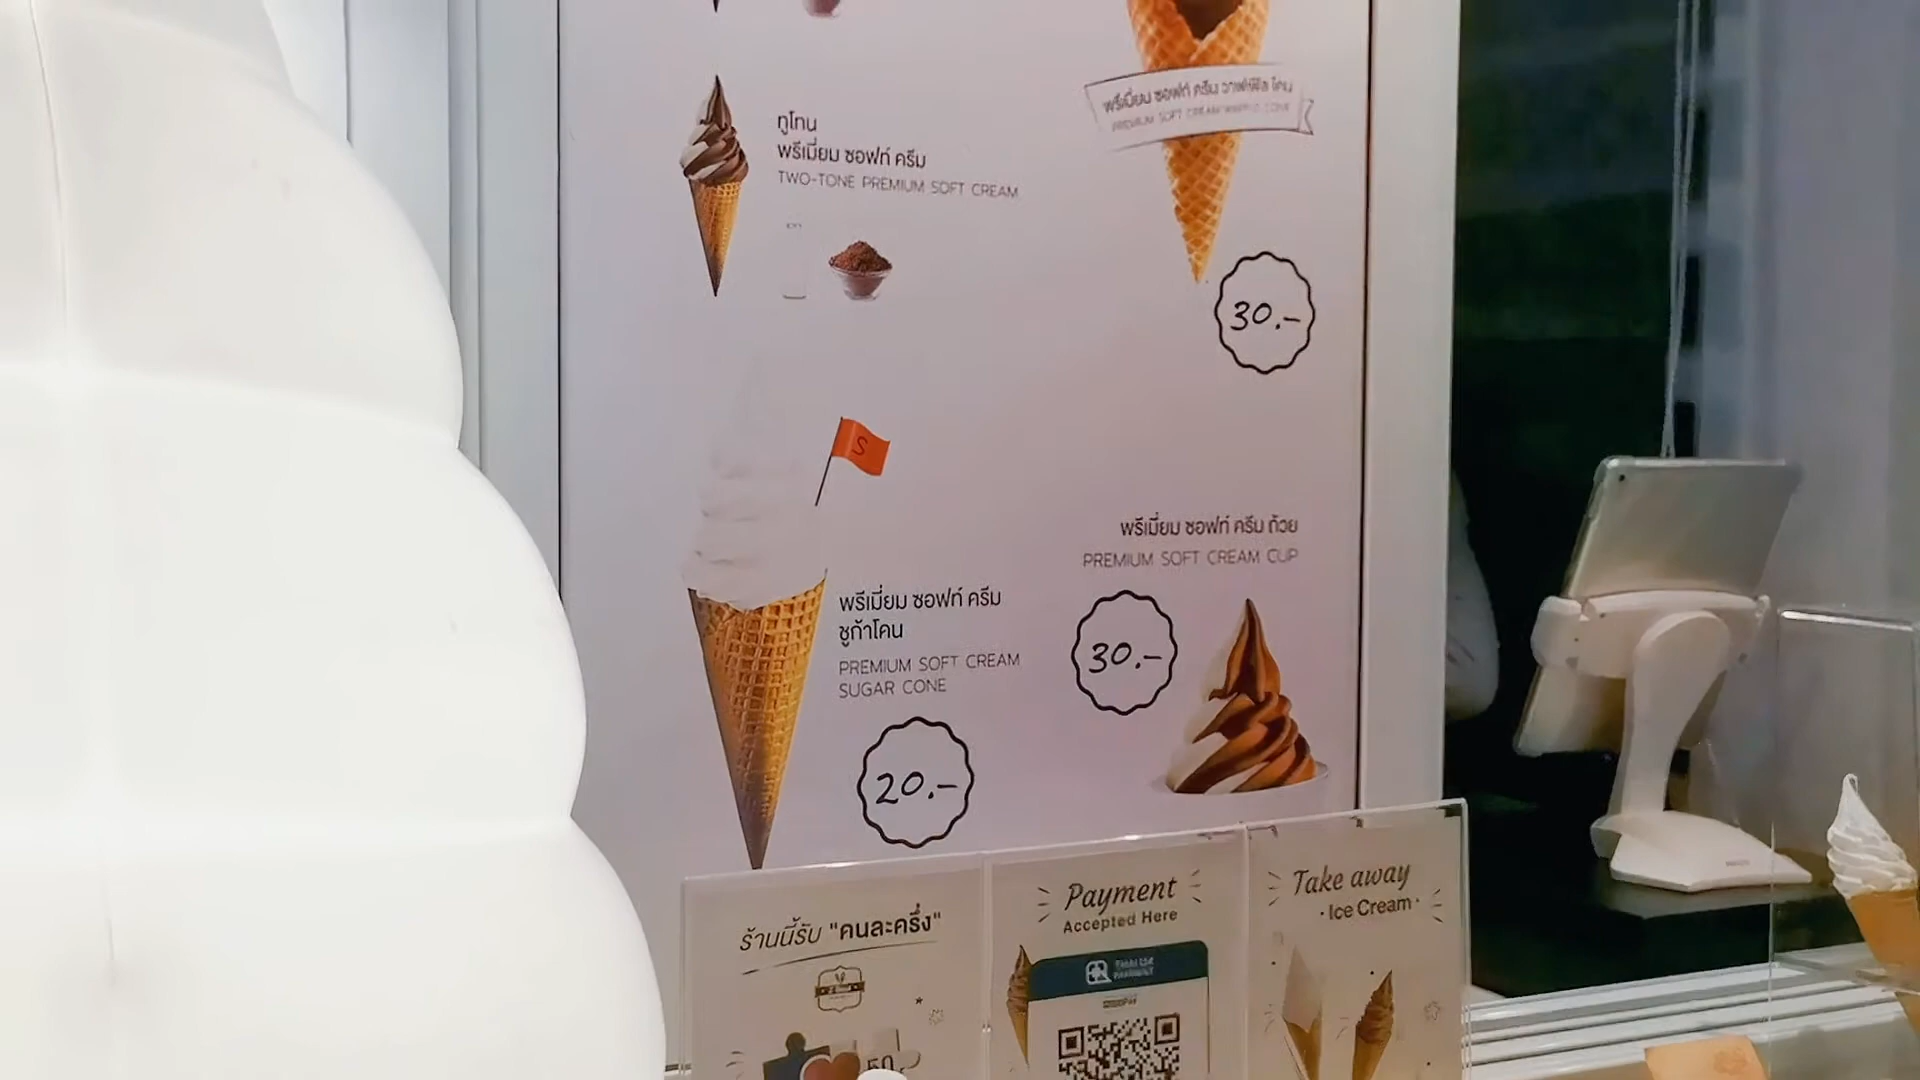 ทูโทน
พรีเมี่ยม ซอฟท์ ครีม
TWO-TONE PREMIUM SOFT CREAM
พรีเมี่ยม ซอฟท์ ครีม วาฟเฟิล โคน
PREMIUM SOFT CREAM WAFFLE CONE
30.-
S
พรีเมี่ยม ซอฟท์ ครีม
ชูก้าโคน
PREMIUM SOFT CREAM
SUGAR CONE
20.-
พรีเมี่ยม ซอฟท์ ครีม ถ้วย
PREMIUM SOFT CREAM CUP
30.-
ร้านนี้รับ "คนละครึ่ง"
50
Payment
Accepted Here
THAI QR
PAYMENT
Take away
·Ice Cream·